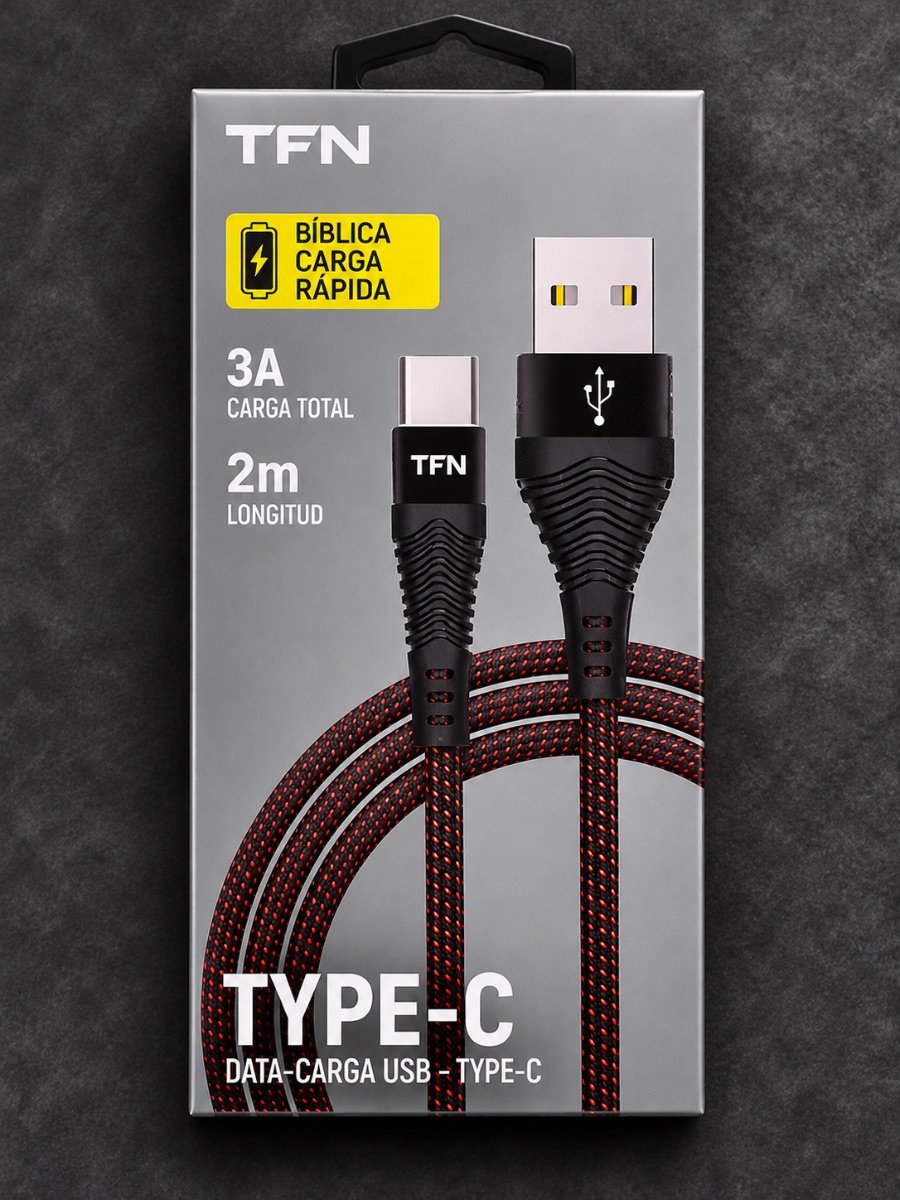 TFN
BÍBLICA
CARGA
RÁPIDA
3A
CARGA TOTAL
2m
LONGITUD
TFN
TYPE-C
DATA-CARGA USB - TYPE-C